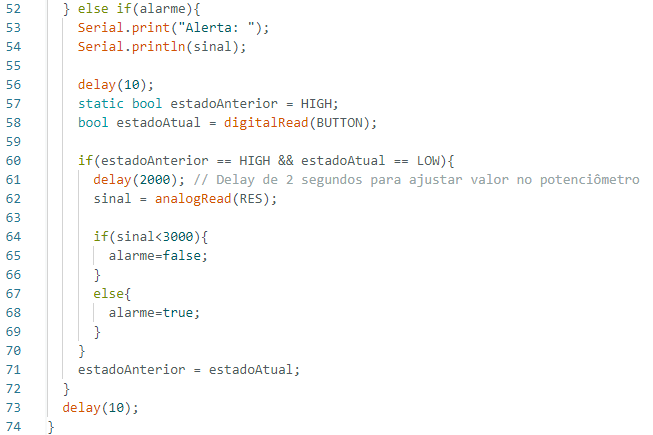 52 } else if(alarme){
53 Serial.print("Alerta: ");
54 Serial.println(sinal);
55
56 delay(10);
57 static bool estadoAnterior = HIGH;
58 bool estadoAtual = digitalRead(BUTTON);
59
60 if(estadoAnterior == HIGH && estadoAtual == LOW){
61 delay(2000); // Delay de 2 segundos para ajustar valor no potenciômetro
62 sinal = analogRead(RES);
63
64 if(sinal<3000){
65 alarme=false;
66 }
67 else{
68 alarme=true;
69 }
70 }
71 estadoAnterior = estadoAtual;
72 }
73 delay(10);
74 }